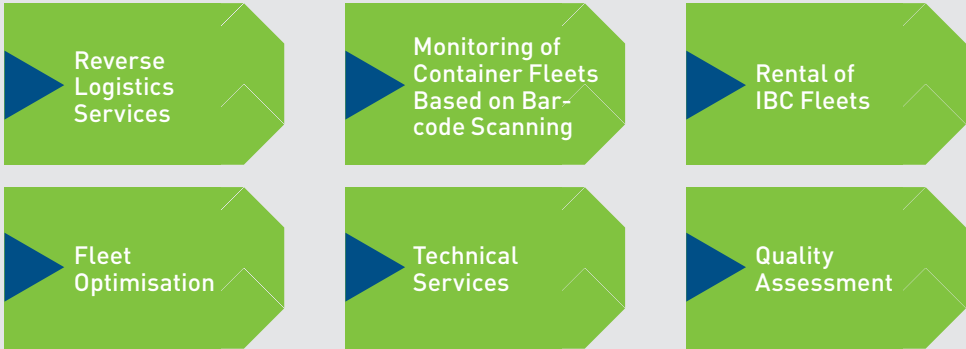 Reverse
Logistics
Services
Monitoring of
Container Fleets
Based on Bar-
code Scanning
Rental of
IBC Fleets
Fleet
Optimisation
Technical
Services
Quality
Assessment